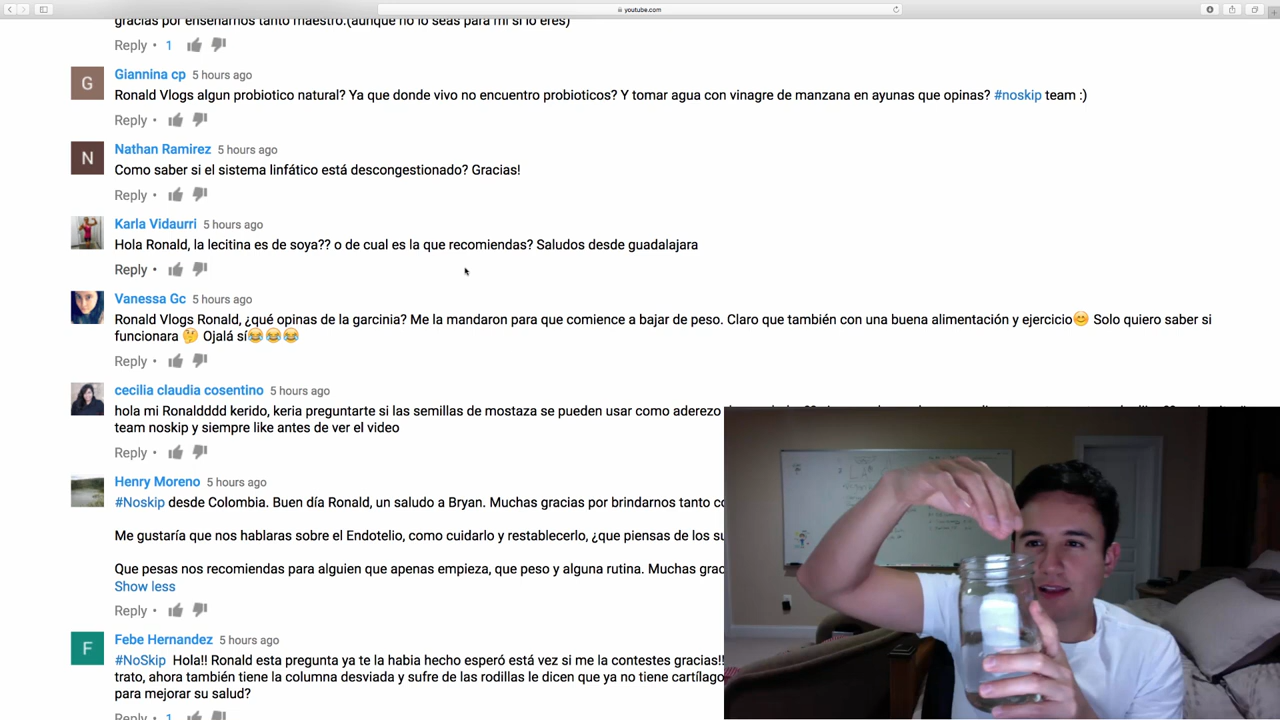 youtube.com
gracias por enseñarnos tanto maestro.(aunque no lo seas para mi si lo eres)
Reply • 1
G
Giannina cp 5 hours ago
Ronald Vlogs algun probiotico natural? Ya que donde vivo no encuentro probioticos? Y tomar agua con vinagre de manzana en ayunas que opinas? #noskip team :)
Reply •
N
Nathan Ramirez 5 hours ago
Como saber si el sistema linfático está descongestionado? Gracias!
Reply •
Karla Vidaurri 5 hours ago
Hola Ronald, la lecitina es de soya?? o de cual es la que recomiendas? Saludos desde guadalajara
Reply •
Vanessa Gc 5 hours ago
Ronald Vlogs Ronald, ¿qué opinas de la garcinia? Me la mandaron para que comience a bajar de peso. Claro que también con una buena alimentación y ejercicio😊 Solo quiero saber si
funcionara 🤔 Ojalá sí😂😂😂
Reply •
cecilia claudia cosentino 5 hours ago
hola mi Ronaldddd kerido, keria preguntarte si las semillas de mostaza se pueden usar como aderezo
team noskip y siempre like antes de ver el video
Reply •
Henry Moreno 5 hours ago
#Noskip desde Colombia. Buen día Ronald, un saludo a Bryan. Muchas gracias por brindarnos tanto
Me gustaría que nos hablaras sobre el Endotelio, como cuidarlo y restablecerlo, ¿que piensas de los
Que pesas nos recomiendas para alguien que apenas empieza, que peso y alguna rutina. Muchas
Show less
Reply •
F
Febe Hernandez 5 hours ago
#NoSkip Hola!! Ronald esta pregunta ya te la habia hecho esperó está vez si me la contestes gracias!!
trato, ahora también tiene la columna desviada y sufre de las rodillas le dicen que ya no tiene cartílago
para mejorar su salud?
Reply • 1